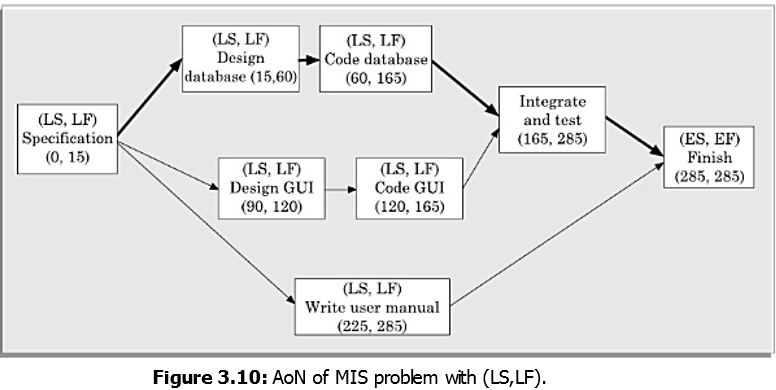 (LS, LF)
Design
database (15,60)
(LS, LF)
Code database
(60, 165)
(LS, LF)
Specification
(0, 15)
Integrate
and test
(165, 285)
(ES, EF)
Finish
(285, 285)
(LS, LF)
Design GUI
(90, 120)
(LS, LF)
Code GUI
(120, 165)
(LS, LF)
Write user manual
(225, 285)
Figure 3.10: AoN of MIS problem with (LS,LF).